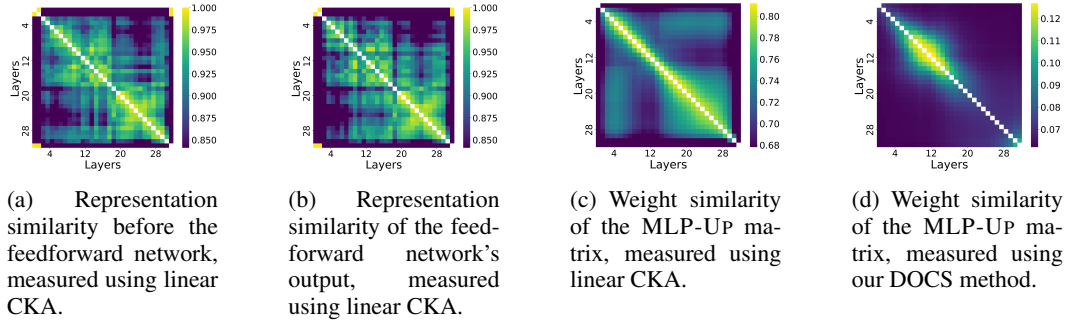 4
12
20
28
Layers
4
12
20
28
Layers
1.000
0.975
0.950
0.925
0.900
0.875
0.850
4
12
20
28
Layers
4
12
20
28
Layers
1.000
0.975
0.950
0.925
0.900
0.875
0.850
4
12
20
28
Layers
4
12
20
28
Layers
0.80
0.78
0.76
0.74
0.72
0.70
0.68
4
12
20
28
Layers
4
12
20
28
Layers
0.12
0.11
0.10
0.09
0.08
0.07
(a) Representation
similarity before the
feedforward network,
measured using linear
CKA.
(b) Representation
similarity of the feed-
forward network's
output, measured
using linear CKA.
(c) Weight similarity
of the MLP-UP ma-
trix, measured using
linear CKA.
(d) Weight similarity
of the MLP-UP ma-
trix, measured using
our DOCS method.